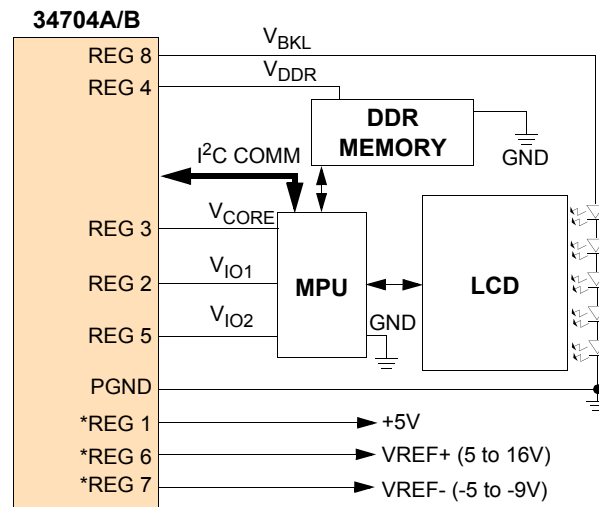 34704A/B
REG 8
VBKL
REG 4
VDDR
DDR
MEMORY
GND
I2C COMM
REG 3
VCORE
REG 2
VIO1
MPU
LCD
REG 5
VIO2
GND
PGND
*REG 1
+5V
*REG 6
VREF+ (5 to 16V)
*REG 7
VREF- (-5 to -9V)